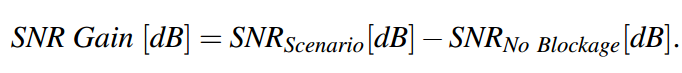 SNR Gain [dB] = SNR_Scenario[dB] − SNR_No Blockage[dB].